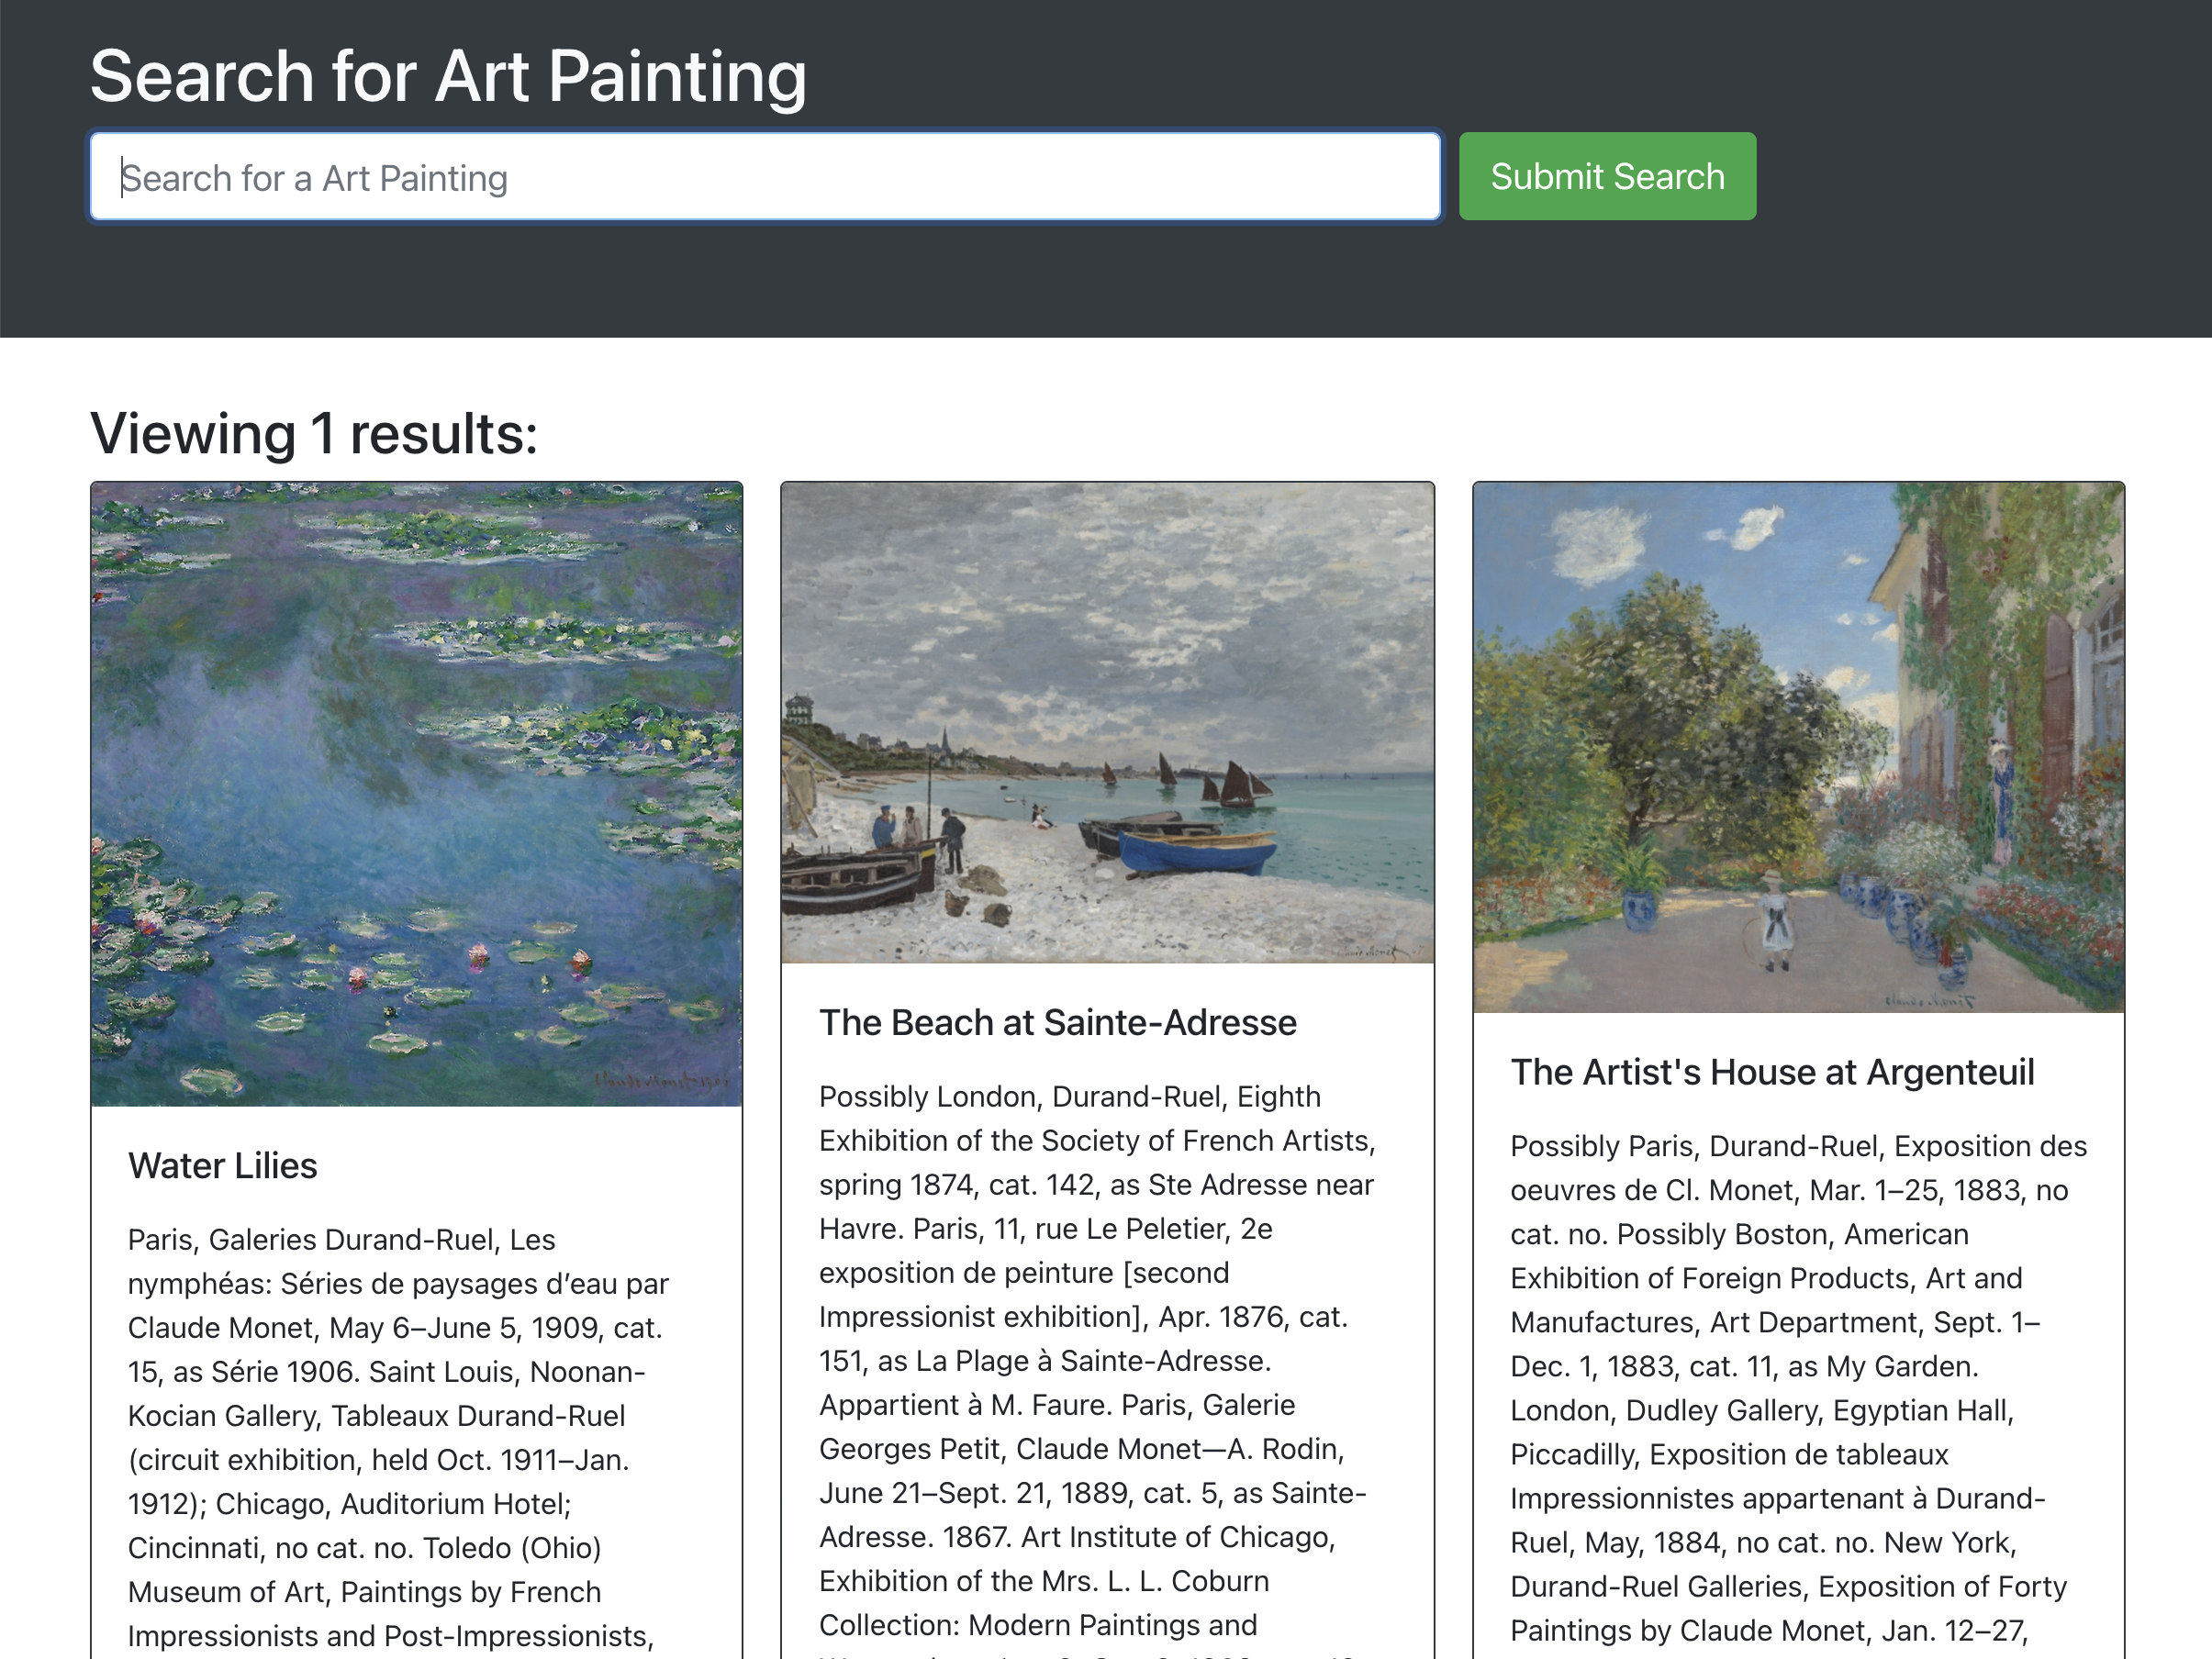 Search for Art Painting
Search for a Art Painting
Submit Search
Viewing 1 results:
Claude Monet 1906
Water Lilies
Paris, Galeries Durand-Ruel, Les
nymphéas: Séries de paysages d’eau par
Claude Monet, May 6–June 5, 1909, cat.
15, as Série 1906. Saint Louis, Noonan-
Kocian Gallery, Tableaux Durand-Ruel
(circuit exhibition, held Oct. 1911–Jan.
1912); Chicago, Auditorium Hotel;
Cincinnati, no cat. no. Toledo (Ohio)
Museum of Art, Paintings by French
Impressionists and Post-Impressionists,
Claude Monet
The Beach at Sainte-Adresse
Possibly London, Durand-Ruel, Eighth
Exhibition of the Society of French Artists,
spring 1874, cat. 142, as Ste Adresse near
Havre. Paris, 11, rue Le Peletier, 2e
exposition de peinture [second
Impressionist exhibition], Apr. 1876, cat.
151, as La Plage à Sainte-Adresse.
Appartient à M. Faure. Paris, Galerie
Georges Petit, Claude Monet—A. Rodin,
June 21–Sept. 21, 1889, cat. 5, as Sainte-
Adresse. 1867. Art Institute of Chicago,
Exhibition of the Mrs. L. L. Coburn
Collection: Modern Paintings and
Claude Monet
The Artist's House at Argenteuil
Possibly Paris, Durand-Ruel, Exposition des
oeuvres de Cl. Monet, Mar. 1–25, 1883, no
cat. no. Possibly Boston, American
Exhibition of Foreign Products, Art and
Manufactures, Art Department, Sept. 1–
Dec. 1, 1883, cat. 11, as My Garden.
London, Dudley Gallery, Egyptian Hall,
Piccadilly, Exposition de tableaux
Impressionnistes appartenant à Durand-
Ruel, May, 1884, no cat. no. New York,
Durand-Ruel Galleries, Exposition of Forty
Paintings by Claude Monet, Jan. 12–27,